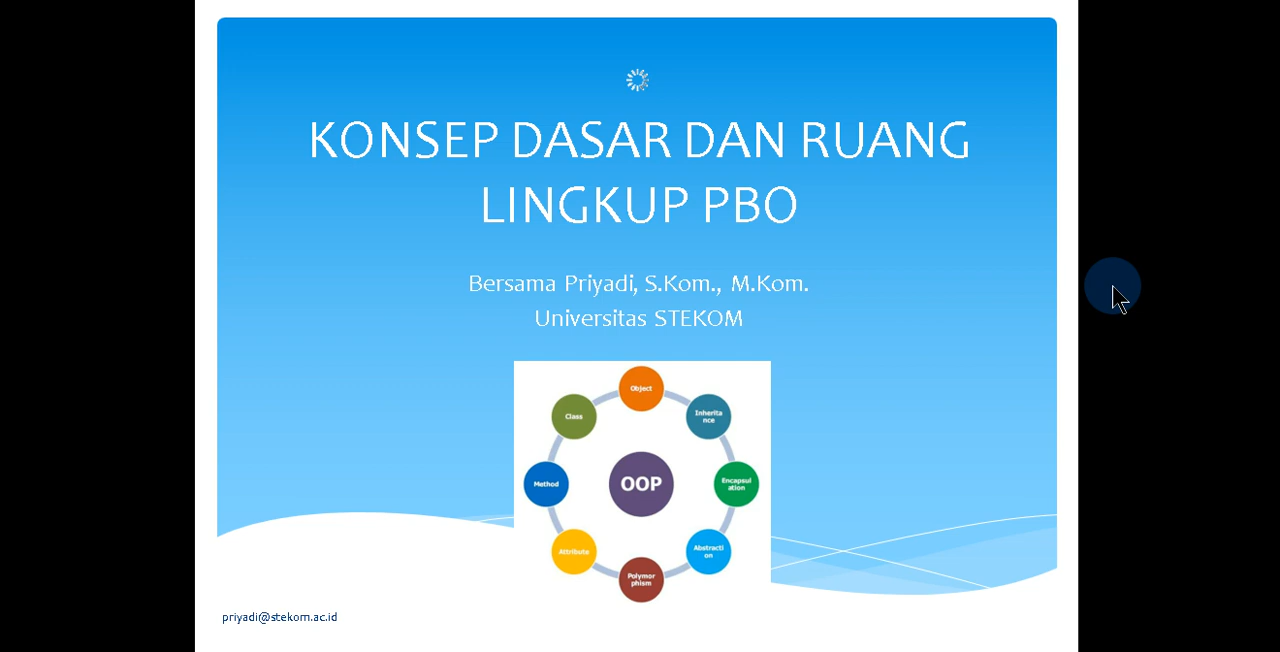 KONSEP DASAR DAN RUANG
LINGKUP PBO
Bersama Priyadi, S.Kom., M.Kom.
Universitas STEKOM
Object
Class
Inherita
nce
OOP
Method
Encapsul
ation
Attribute
Abstracti
on
Polymor
phism
priyadi@stekom.ac.id